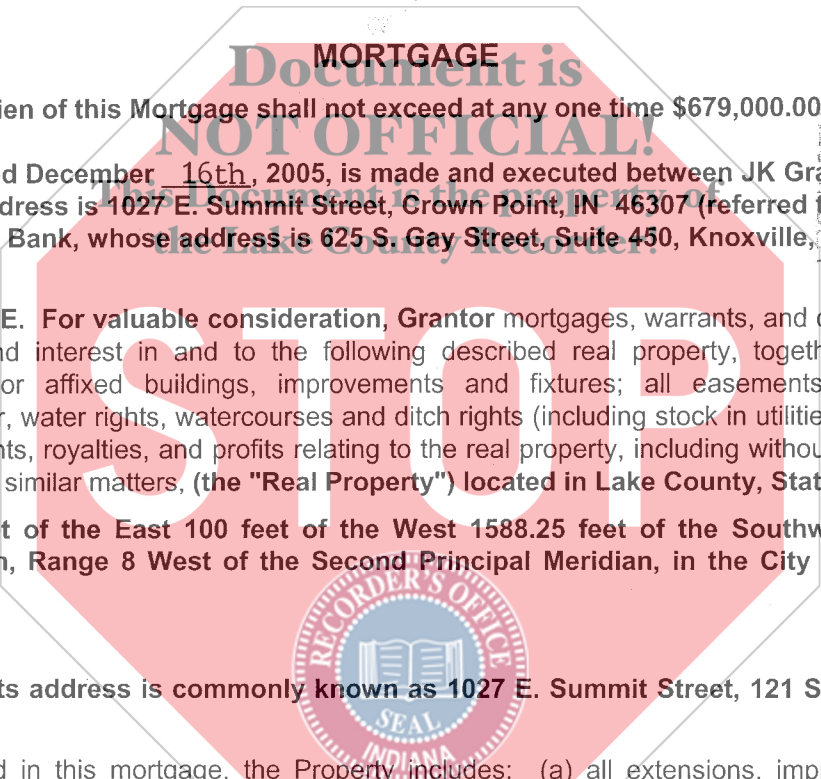 MORTGAGE
Document is
ien of this Mortgage shall not exceed at any one time $679,000.00
NOT OFFICIAL!
d December 16th, 2005, is made and executed between JK Gra
This Document is the property of
dress is 1027 E. Summit Street, Crown Point, IN 46307 (referred t
the Lake County Recorder!
Bank, whose address is 625 S. Gay Street, Suite 450, Knoxville,
E. For valuable consideration, Grantor mortgages, warrants, and c
nd interest in and to the following described real property, togeth
or affixed buildings, improvements and fixtures; all easements
r, water rights, watercourses and ditch rights (including stock in utilitie
nts, royalties, and profits relating to the real property, including withou
similar matters, (the "Real Property") located in Lake County, Stat
STOP
t of the East 100 feet of the West 1588.25 feet of the Southw
n, Range 8 West of the Second Principal Meridian, in the City
RECORDER'S OFFICE
ts address is commonly known as 1027 E. Summit Street, 121 S
SEAL
INDIANA
d in this mortgage, the Property includes: (a) all extensions, imp